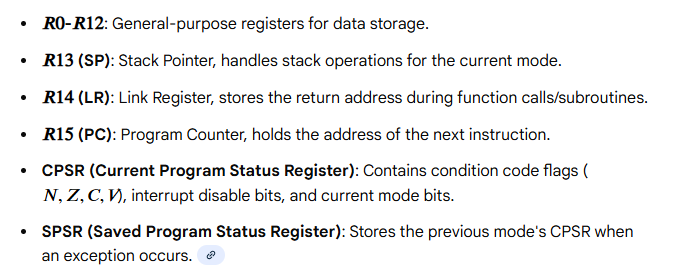 • R0-R12: General-purpose registers for data storage.
• R13 (SP): Stack Pointer, handles stack operations for the current mode.
• R14 (LR): Link Register, stores the return address during function calls/subroutines.
• R15 (PC): Program Counter, holds the address of the next instruction.
• CPSR (Current Program Status Register): Contains condition code flags (
N, Z, C, V), interrupt disable bits, and current mode bits.
• SPSR (Saved Program Status Register): Stores the previous mode's CPSR when
an exception occurs.